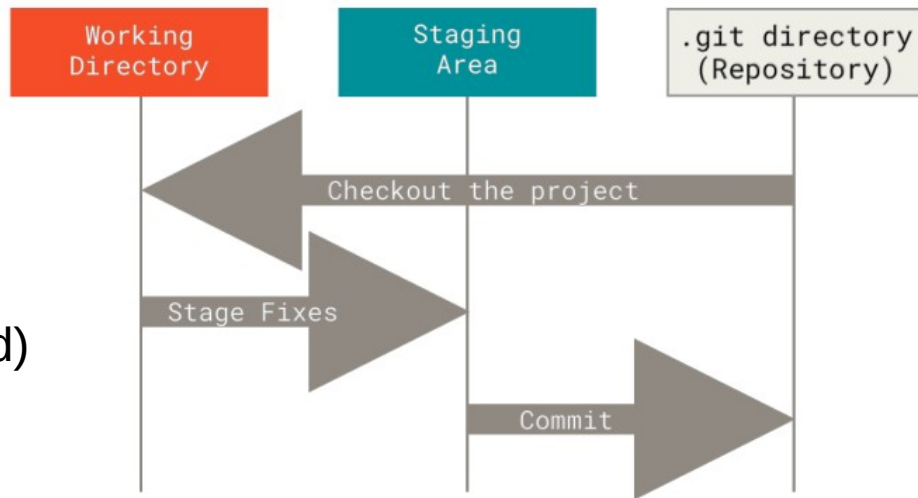 Working
Directory
Staging
Area
.git directory
(Repository)
Checkout the project
Stage Fixes
d)
Commit